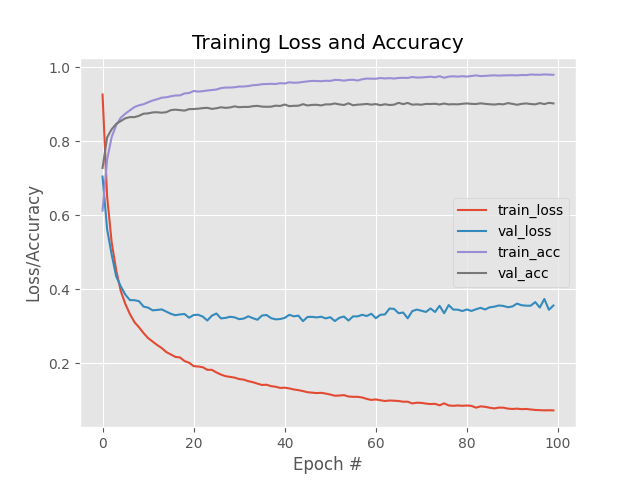 Training Loss and Accuracy
1.0
0.8
0.6
0.4
0.2
Loss/Accuracy
train_loss
val_loss
train_acc
val_acc
0 20 40 60 80 100
Epoch #